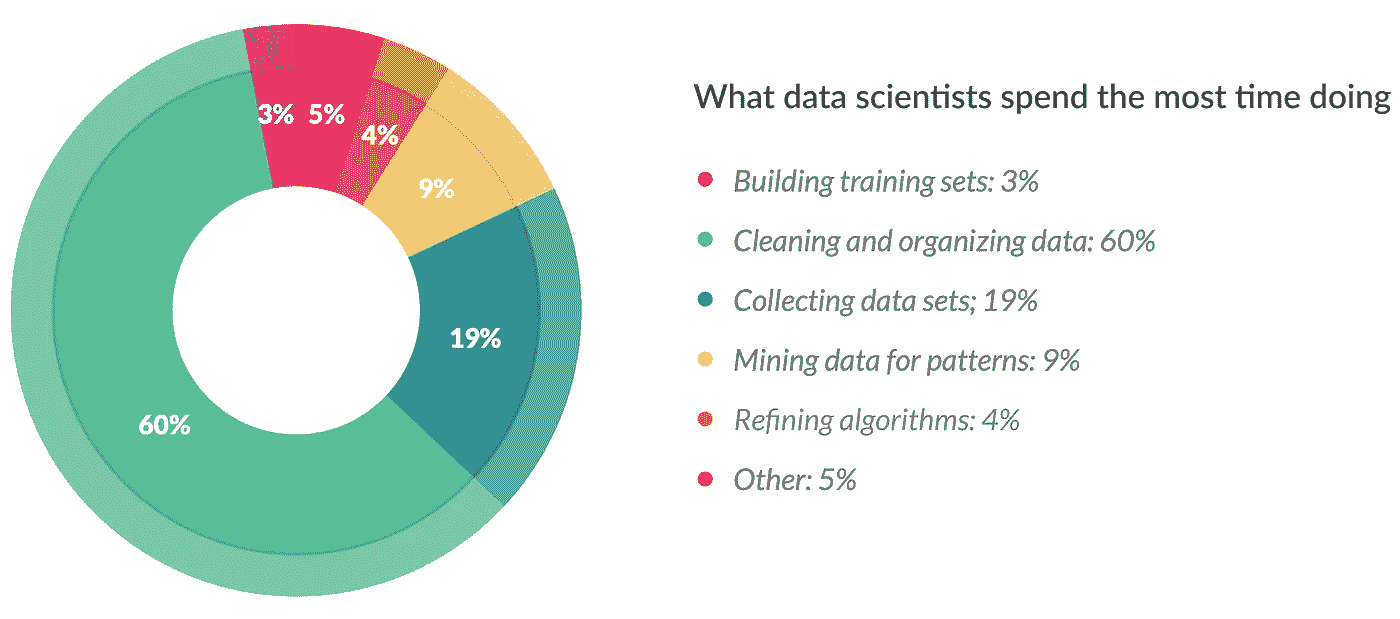 3% 5%
4%
9%
19%
60%
What data scientists spend the most time doing
Building training sets: 3%
Cleaning and organizing data: 60%
Collecting data sets; 19%
Mining data for patterns: 9%
Refining algorithms: 4%
Other: 5%